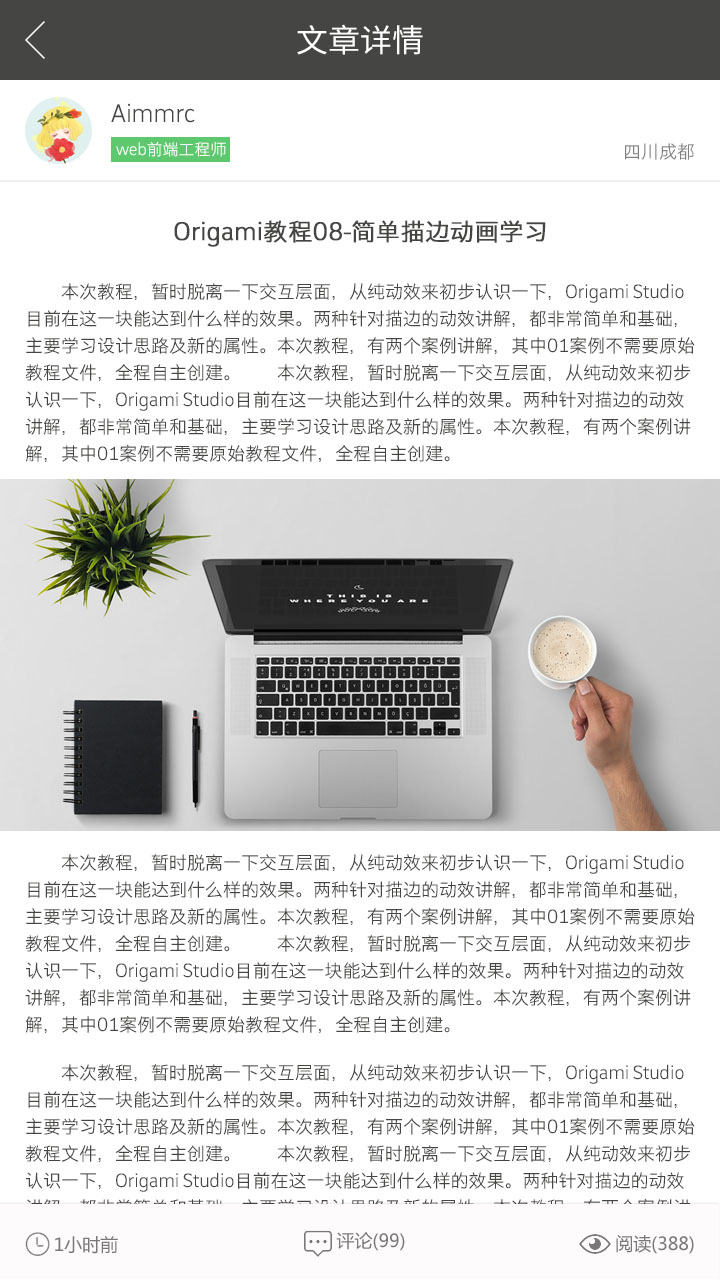 文章详情
Aimmrc
web前端工程师
四川成都
Origami教程08-简单描边动画学习
本次教程，暂时脱离一下交互层面，从纯动效来初步认识一下，Origami Studio
目前在这一块能达到什么样的效果。两种针对描边的动效讲解，都非常简单和基础，
主要学习设计思路及新的属性。本次教程，有两个案例讲解，其中01案例不需要原始
教程文件，全程自主创建。　　本次教程，暂时脱离一下交互层面，从纯动效来初步
认识一下，Origami Studio目前在这一块能达到什么样的效果。两种针对描边的动效
讲解，都非常简单和基础，主要学习设计思路及新的属性。本次教程，有两个案例讲
解，其中01案例不需要原始教程文件，全程自主创建。
THIS IS
WHERE YOU ARE
本次教程，暂时脱离一下交互层面，从纯动效来初步认识一下，Origami Studio
目前在这一块能达到什么样的效果。两种针对描边的动效讲解，都非常简单和基础，
主要学习设计思路及新的属性。本次教程，有两个案例讲解，其中01案例不需要原始
教程文件，全程自主创建。　　本次教程，暂时脱离一下交互层面，从纯动效来初步
认识一下，Origami Studio目前在这一块能达到什么样的效果。两种针对描边的动效
讲解，都非常简单和基础，主要学习设计思路及新的属性。本次教程，有两个案例讲
解，其中01案例不需要原始教程文件，全程自主创建。
本次教程，暂时脱离一下交互层面，从纯动效来初步认识一下，Origami Studio
目前在这一块能达到什么样的效果。两种针对描边的动效讲解，都非常简单和基础，
主要学习设计思路及新的属性。本次教程，有两个案例讲解，其中01案例不需要原始
教程文件，全程自主创建。　　本次教程，暂时脱离一下交互层面，从纯动效来初步
认识一下，Origami Studio目前在这一块能达到什么样的效果。两种针对描边的动效
1小时前
评论(99)
阅读(388)